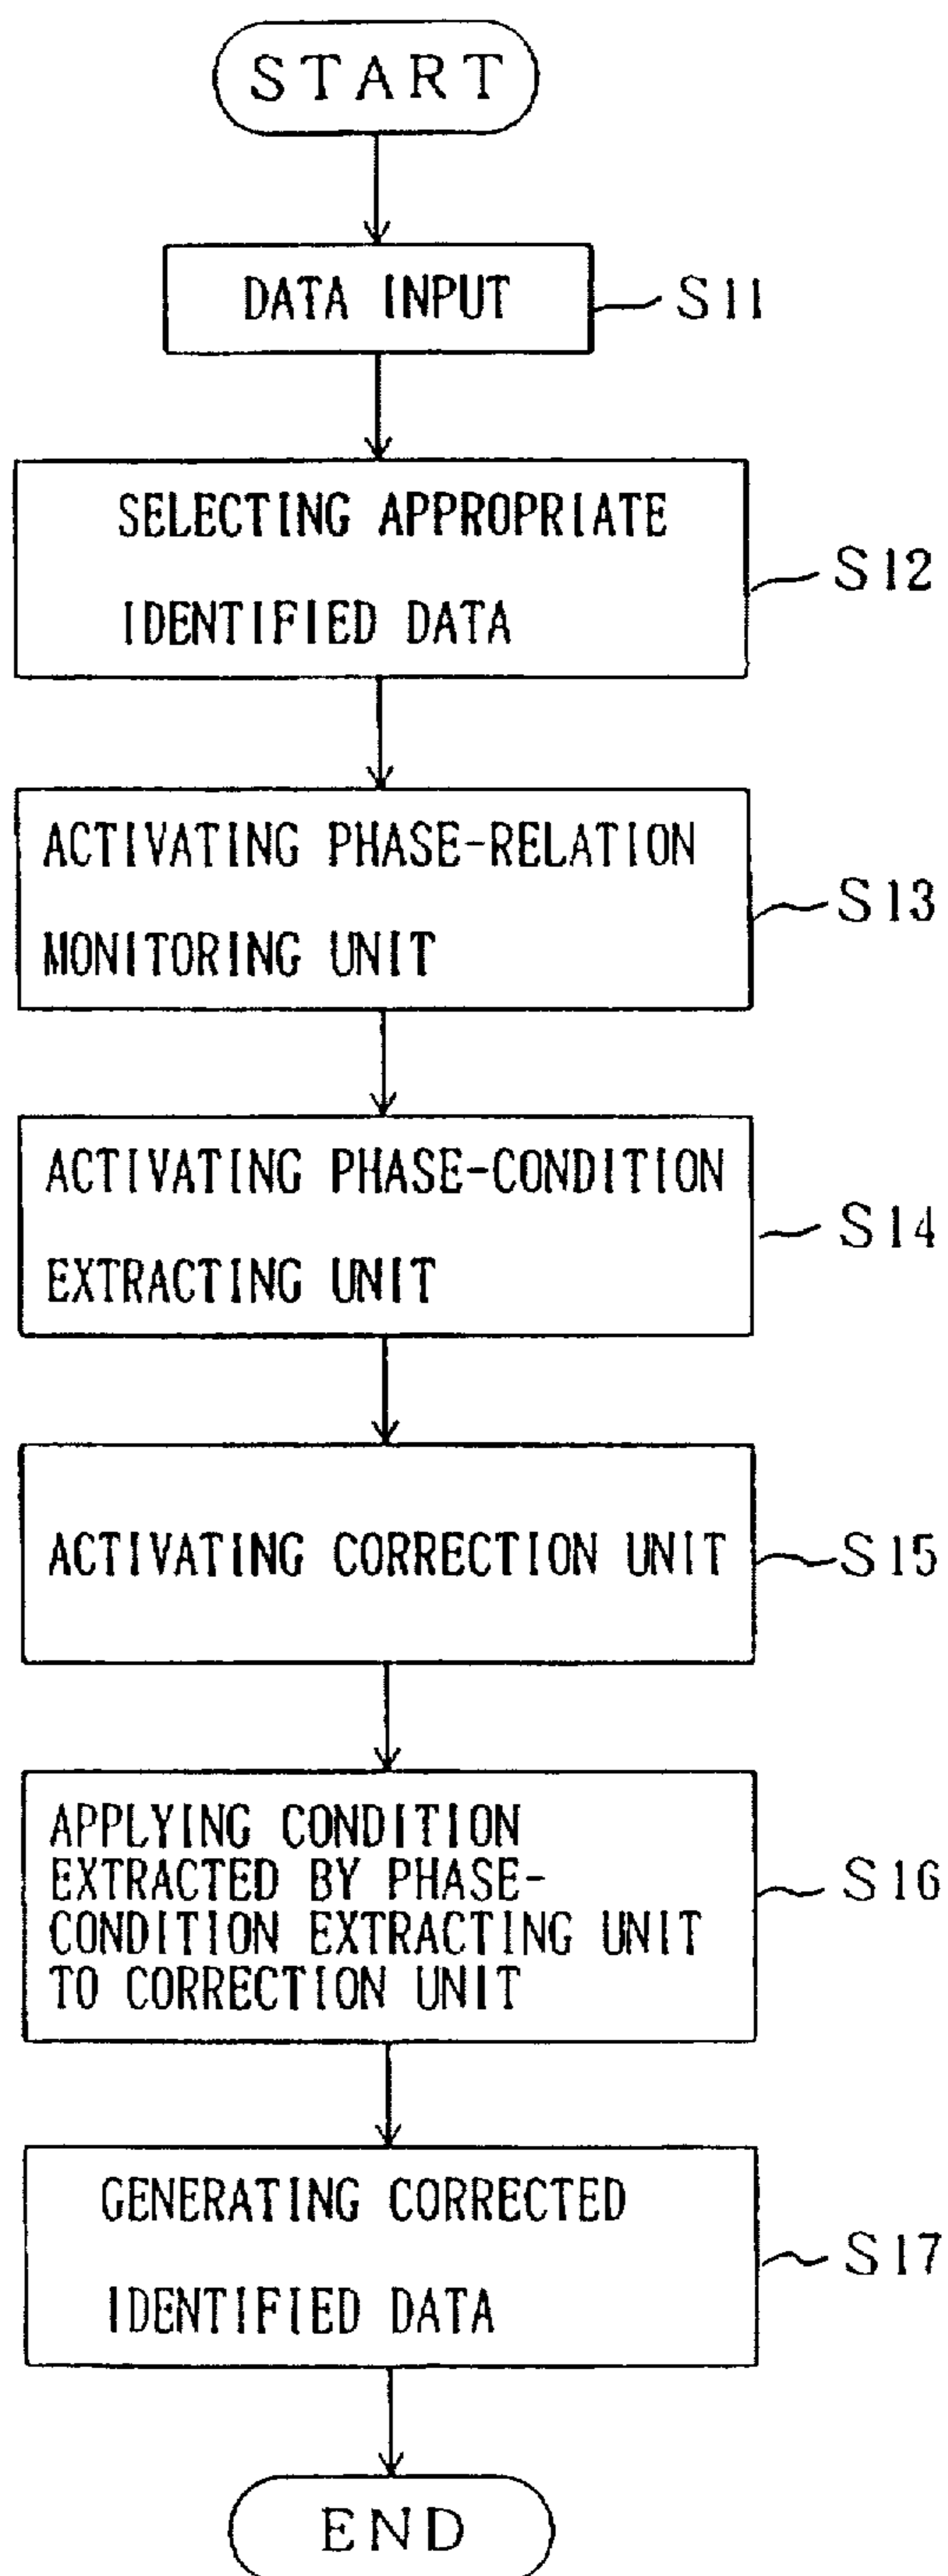 START
DATA INPUT
S11
SELECTING APPROPRIATE
IDENTIFIED DATA
S12
ACTIVATING PHASE-RELATION
MONITORING UNIT
S13
ACTIVATING PHASE-CONDITION
EXTRACTING UNIT
S14
ACTIVATING CORRECTION UNIT
S15
APPLYING CONDITION
EXTRACTED BY PHASE-
CONDITION EXTRACTING UNIT
TO CORRECTION UNIT
S16
GENERATING CORRECTED
IDENTIFIED DATA
S17
END